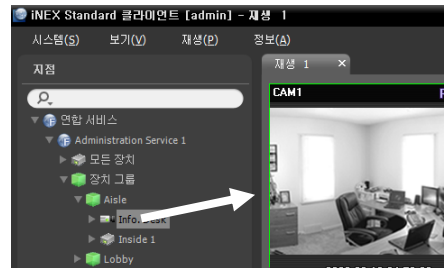 iNEX Standard 클라이언트 [admin] - 재생 1
시스템(S) 보기(V) 재생(P) 정보(A)
지점
재생 1 ×
CAM1
연합 서비스
Administration Service 1
모든 장치
장치 그룹
Aisle
Info. Desk
Inside 1
Lobby